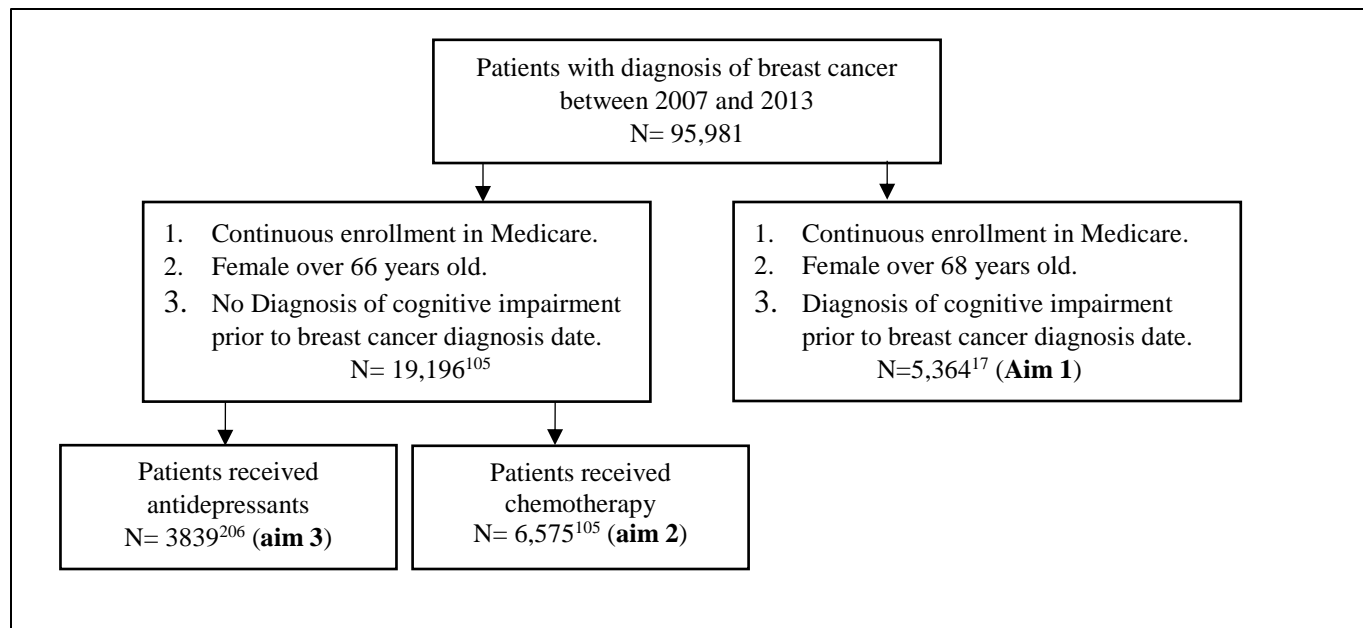 Patients with diagnosis of breast cancer
between 2007 and 2013
N= 95,981
1. Continuous enrollment in Medicare.
2. Female over 66 years old.
3. No Diagnosis of cognitive impairment
prior to breast cancer diagnosis date.
N= 19,196¹⁰⁵
1. Continuous enrollment in Medicare.
2. Female over 68 years old.
3. Diagnosis of cognitive impairment
prior to breast cancer diagnosis date.
N=5,364¹⁷ (Aim 1)
Patients received
antidepressants
N= 3839²⁰⁶ (aim 3)
Patients received
chemotherapy
N= 6,575¹⁰⁵ (aim 2)